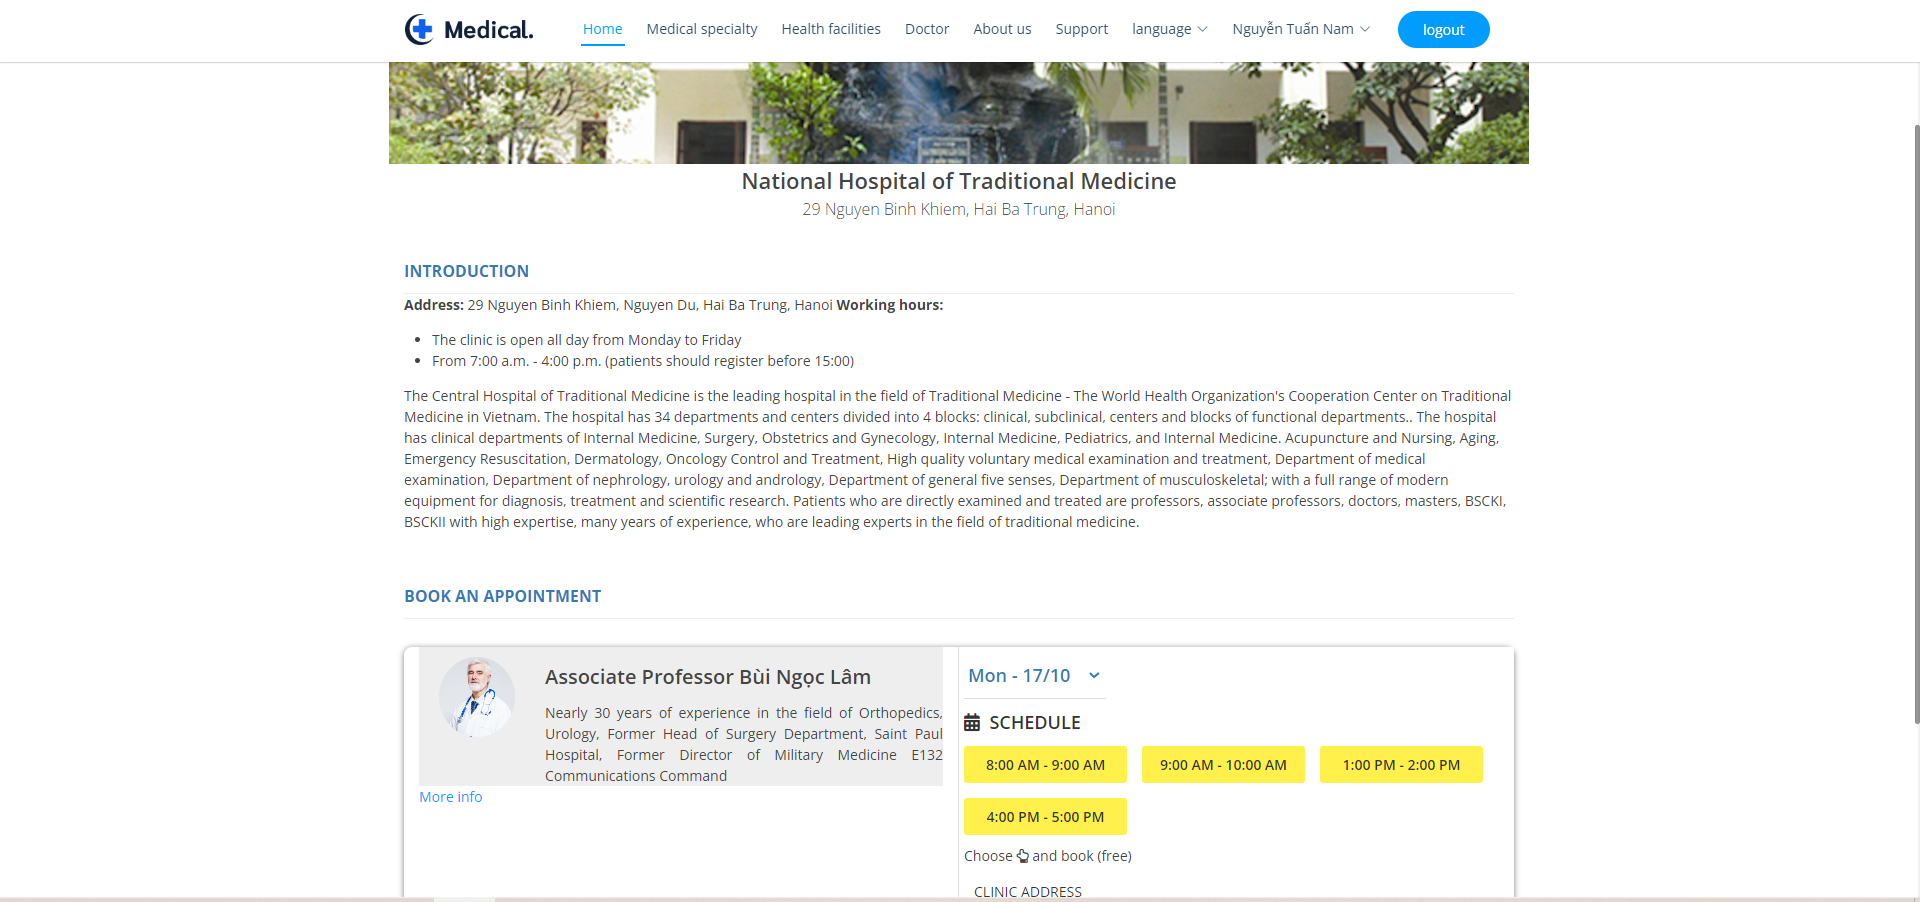 Medical.
Home Medical specialty Health facilities Doctor About us Support language Nguyễn Tuấn Nam logout
National Hospital of Traditional Medicine
29 Nguyen Binh Khiem, Hai Ba Trung, Hanoi
INTRODUCTION
Address: 29 Nguyen Binh Khiem, Nguyen Du, Hai Ba Trung, Hanoi Working hours:
The clinic is open all day from Monday to Friday
From 7:00 a.m. - 4:00 p.m. (patients should register before 15:00)
The Central Hospital of Traditional Medicine is the leading hospital in the field of Traditional Medicine - The World Health Organization's Cooperation Center on Traditional
Medicine in Vietnam. The hospital has 34 departments and centers divided into 4 blocks: clinical, subclinical, centers and blocks of functional departments.. The hospital
has clinical departments of Internal Medicine, Surgery, Obstetrics and Gynecology, Internal Medicine, Pediatrics, and Internal Medicine. Acupuncture and Nursing, Aging,
Emergency Resuscitation, Dermatology, Oncology Control and Treatment, High quality voluntary medical examination and treatment, Department of medical
examination, Department of nephrology, urology and andrology, Department of general five senses, Department of musculoskeletal; with a full range of modern
equipment for diagnosis, treatment and scientific research. Patients who are directly examined and treated are professors, associate professors, doctors, masters, BSCKI,
BSCKII with high expertise, many years of experience, who are leading experts in the field of traditional medicine.
BOOK AN APPOINTMENT
Associate Professor Bùi Ngọc Lâm
Nearly 30 years of experience in the field of Orthopedics,
Urology, Former Head of Surgery Department, Saint Paul
Hospital, Former Director of Military Medicine E132
Communications Command
More info
Mon - 17/10
SCHEDULE
8:00 AM - 9:00 AM 9:00 AM - 10:00 AM 1:00 PM - 2:00 PM
4:00 PM - 5:00 PM
Choose and book (free)
CLINIC ADDRESS